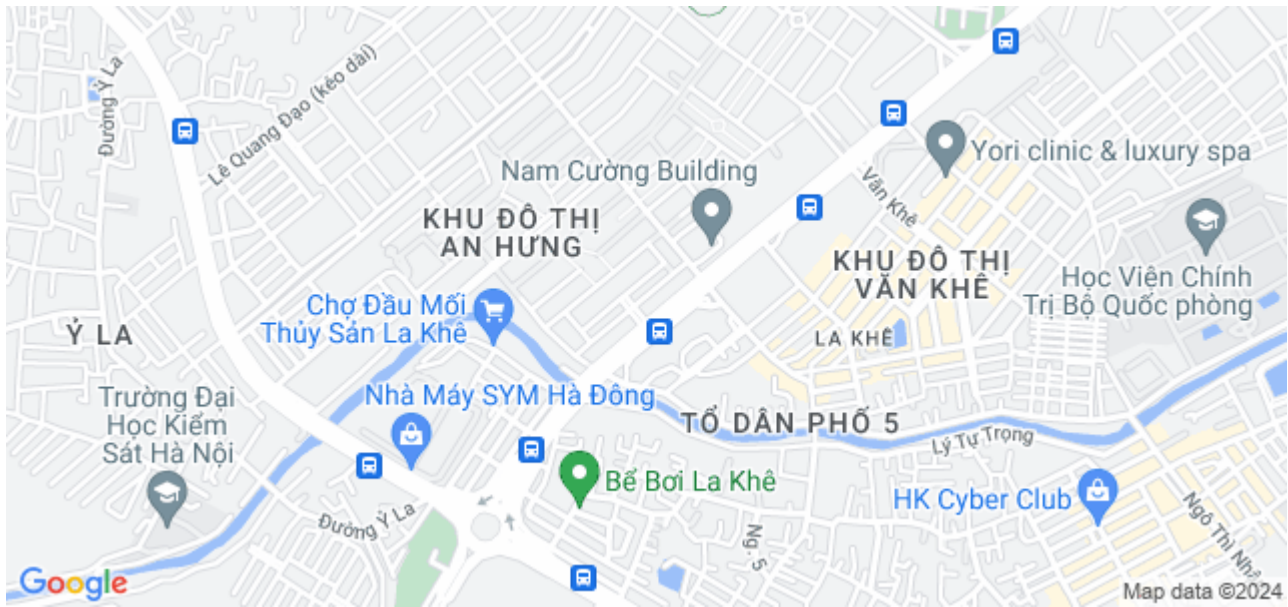 Đường Ỷ La
Lê Quang Đạo (kéo dài)
Nam Cường Building
Yori clinic & luxury spa
Văn Khê
KHU ĐÔ THỊ
AN HƯNG
KHU ĐÔ THỊ
VĂN KHÊ
Học Viện Chính
Trị Bộ Quốc phòng
Chợ Đầu Mối
Thủy Sản La Khê
Ỷ LA
LA KHÊ
Nhà Máy SYM Hà Đông
Trường Đại
Học Kiểm
Sát Hà Nội
TỔ DÂN PHỐ 5
Lý Tự Trọng
Bể Bơi La Khê
HK Cyber Club
Đường Ỷ La
Ng. 5
Ngô Thì Nhậ
Google
Map data ©2024